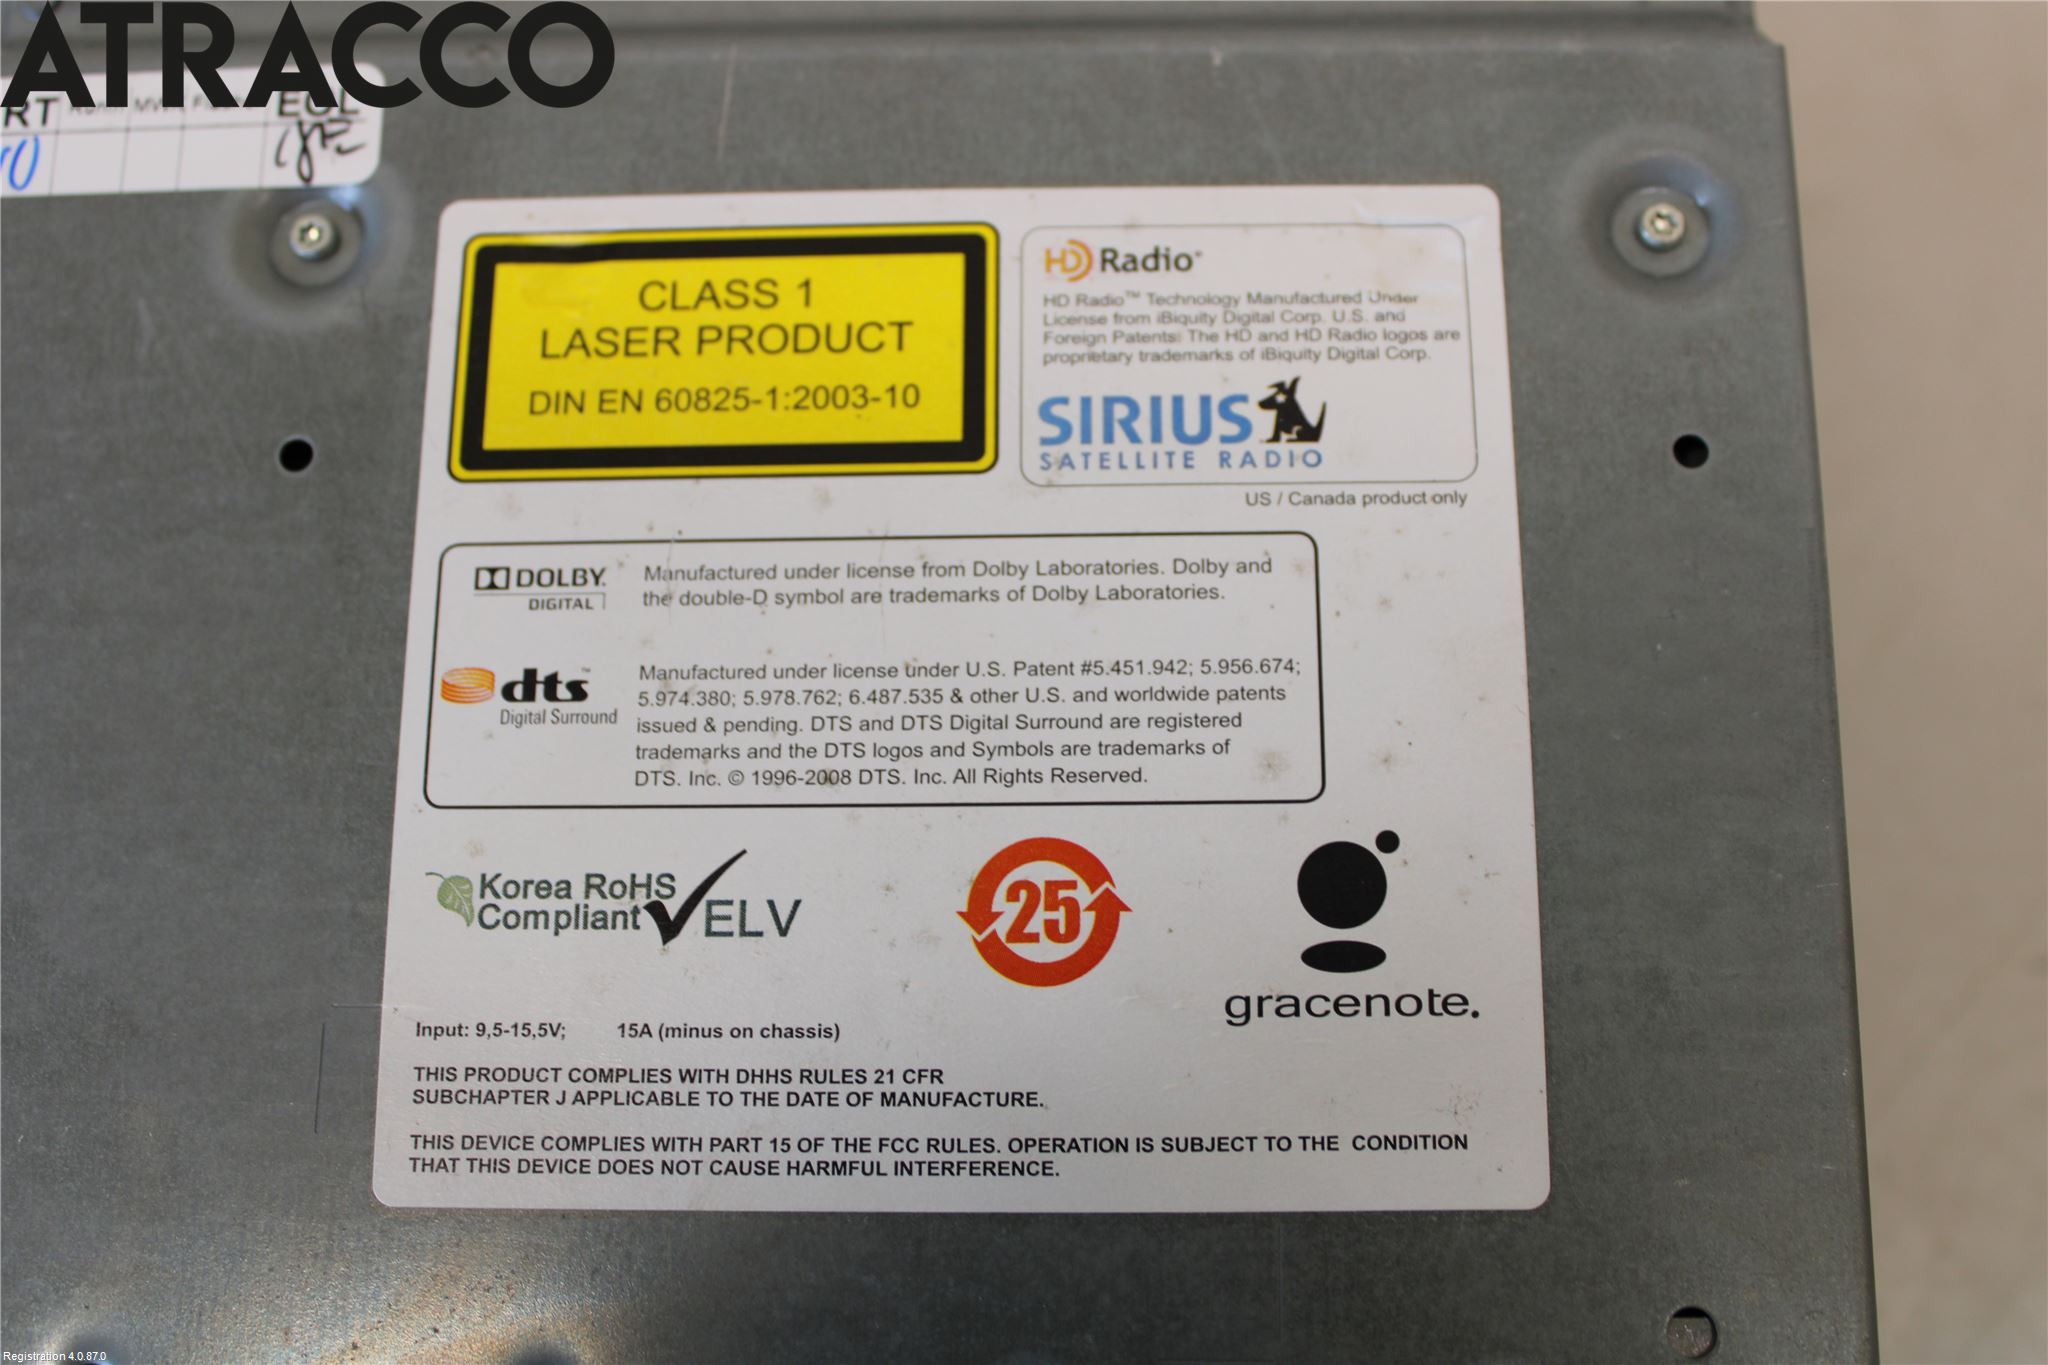 ATRACCO
RT
EOL
CLASS 1
LASER PRODUCT
DIN EN 60825-1:2003-10
HD Radio
HD Radio™ Technology Manufactured Under
License from iBiquity Digital Corp. U.S. and
Foreign Patents: The HD and HD Radio logos are
proprietary trademarks of iBiquity Digital Corp.
SIRIUS
SATELLITE RADIO
US / Canada product only
DOLBY.
DIGITAL
Manufactured under license from Dolby Laboratories. Dolby and
the double-D symbol are trademarks of Dolby Laboratories.
dts™
Digital Surround
Manufactured under license under U.S. Patent #5.451.942; 5.956.674;
5.974.380; 5.978.762; 6.487.535 & other U.S. and worldwide patents
issued & pending. DTS and DTS Digital Surround are registered
trademarks and the DTS logos and Symbols are trademarks of
DTS. Inc. © 1996-2008 DTS. Inc. All Rights Reserved.
Korea RoHS
Compliant
ELV
25
gracenote.
Input: 9,5-15,5V; 15A (minus on chassis)
THIS PRODUCT COMPLIES WITH DHHS RULES 21 CFR
SUBCHAPTER J APPLICABLE TO THE DATE OF MANUFACTURE.
THIS DEVICE COMPLIES WITH PART 15 OF THE FCC RULES. OPERATION IS SUBJECT TO THE CONDITION
THAT THIS DEVICE DOES NOT CAUSE HARMFUL INTERFERENCE.
Registration 4.0.87.0